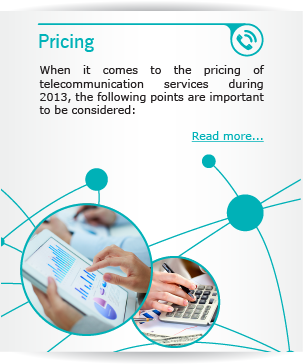 Pricing
When it comes to the pricing of
telecommunication services during
2013, the following points are important
to be considered:
Read more...